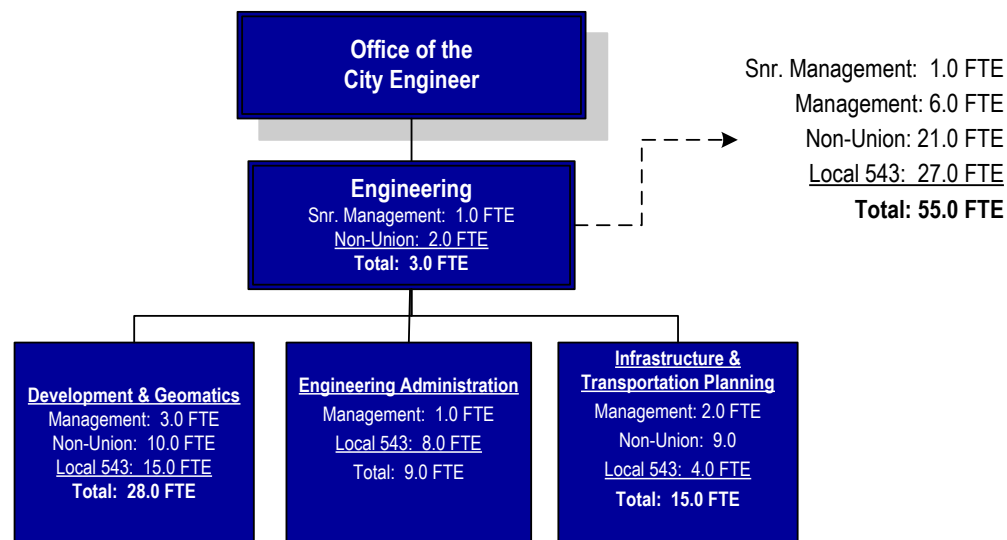 Office of the
City Engineer
Snr. Management: 1.0 FTE
Management: 6.0 FTE
Non-Union: 21.0 FTE
Local 543: 27.0 FTE
Total: 55.0 FTE
Engineering
Snr. Management: 1.0 FTE
Non-Union: 2.0 FTE
Total: 3.0 FTE
Development & Geomatics
Management: 3.0 FTE
Non-Union: 10.0 FTE
Local 543: 15.0 FTE
Total: 28.0 FTE
Engineering Administration
Management: 1.0 FTE
Local 543: 8.0 FTE
Total: 9.0 FTE
Infrastructure &
Transportation Planning
Management: 2.0 FTE
Non-Union: 9.0
Local 543: 4.0 FTE
Total: 15.0 FTE